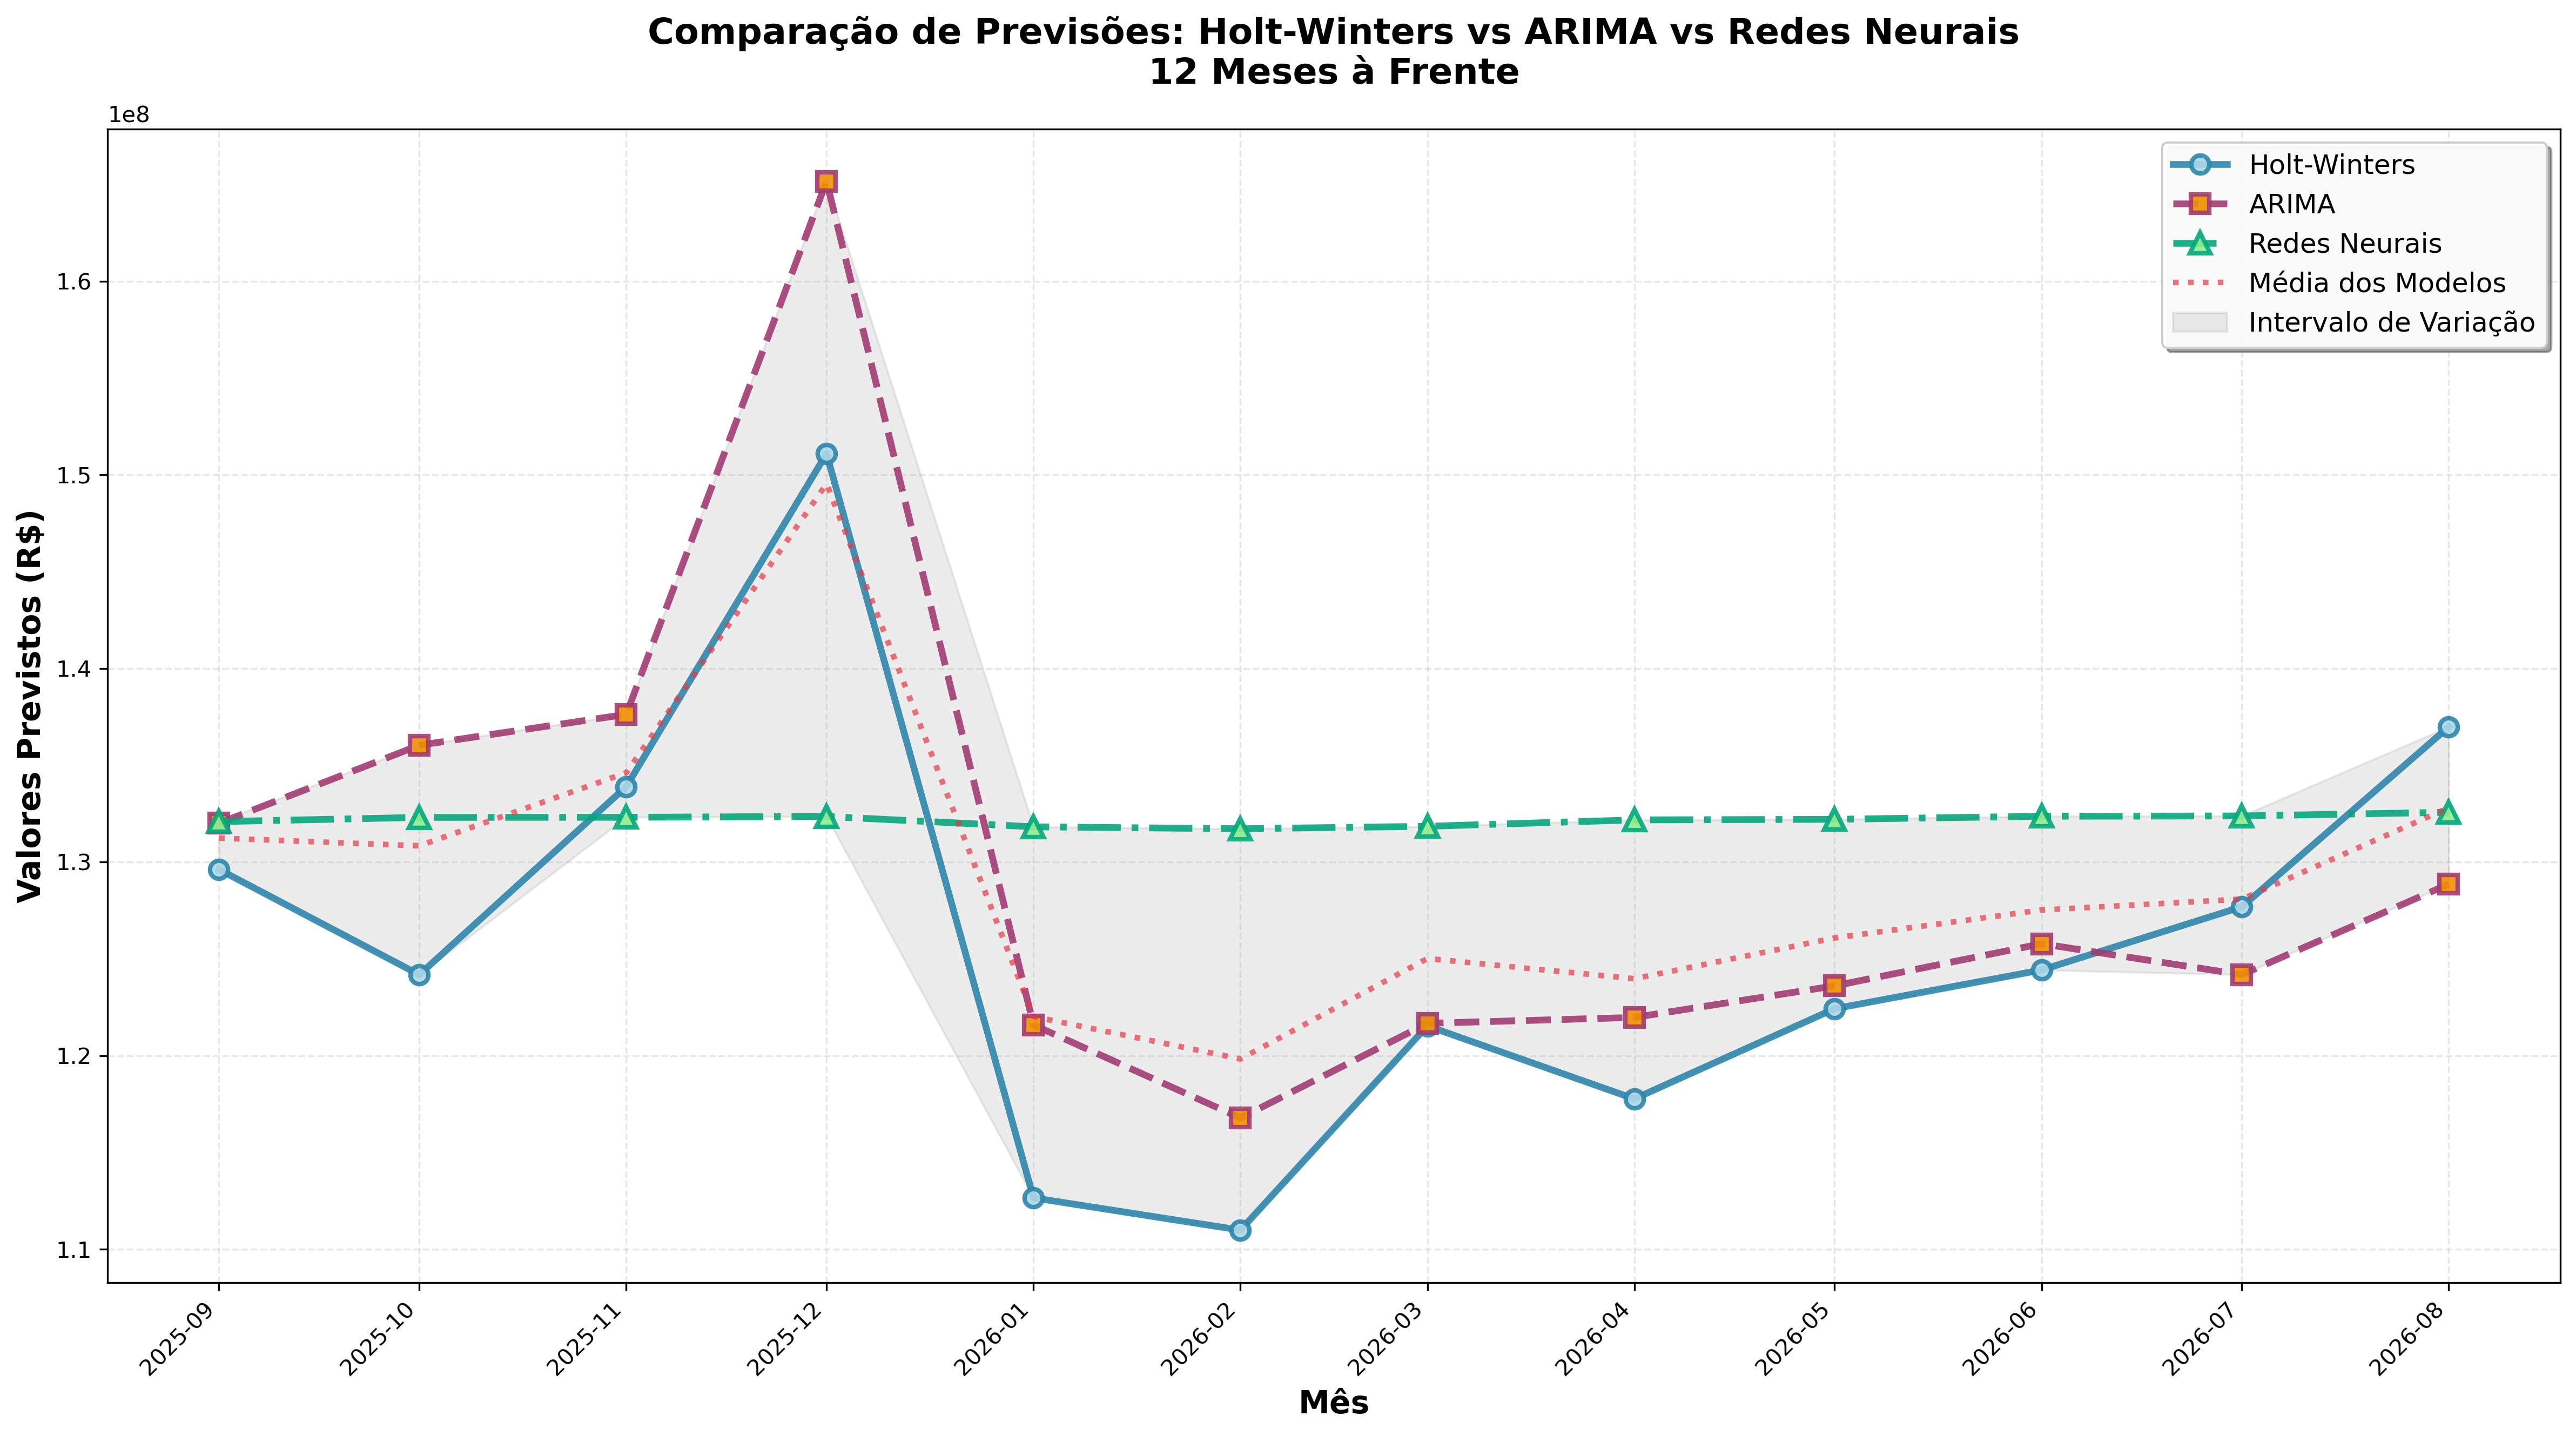 Comparação de Previsões: Holt-Winters vs ARIMA vs Redes Neurais
12 Meses à Frente
1e8
Holt-Winters
ARIMA
Redes Neurais
Média dos Modelos
Intervalo de Variação
Valores Previstos (R$)
1.6
1.5
1.4
1.3
1.2
1.1
2025-09
2025-10
2025-11
2025-12
2026-01
2026-02
2026-03
2026-04
2026-05
2026-06
2026-07
2026-08
Mês